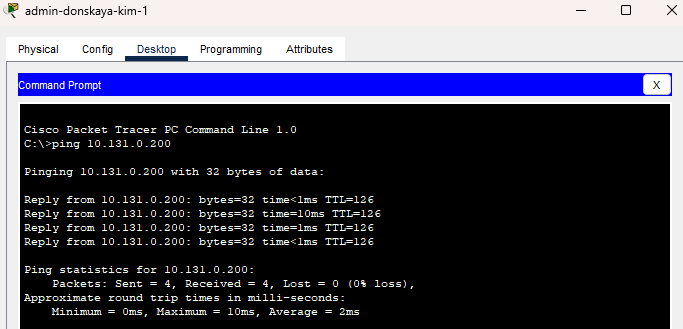 admin-donskaya-kim-1
Physical Config Desktop Programming Attributes
Command Prompt X
Cisco Packet Tracer PC Command Line 1.0
C:\>ping 10.131.0.200
Pinging 10.131.0.200 with 32 bytes of data:
Reply from 10.131.0.200: bytes=32 time<1ms TTL=126
Reply from 10.131.0.200: bytes=32 time=10ms TTL=126
Reply from 10.131.0.200: bytes=32 time=1ms TTL=126
Reply from 10.131.0.200: bytes=32 time<1ms TTL=126
Ping statistics for 10.131.0.200:
Packets: Sent = 4, Received = 4, Lost = 0 (0% loss),
Approximate round trip times in milli-seconds:
Minimum = 0ms, Maximum = 10ms, Average = 2ms